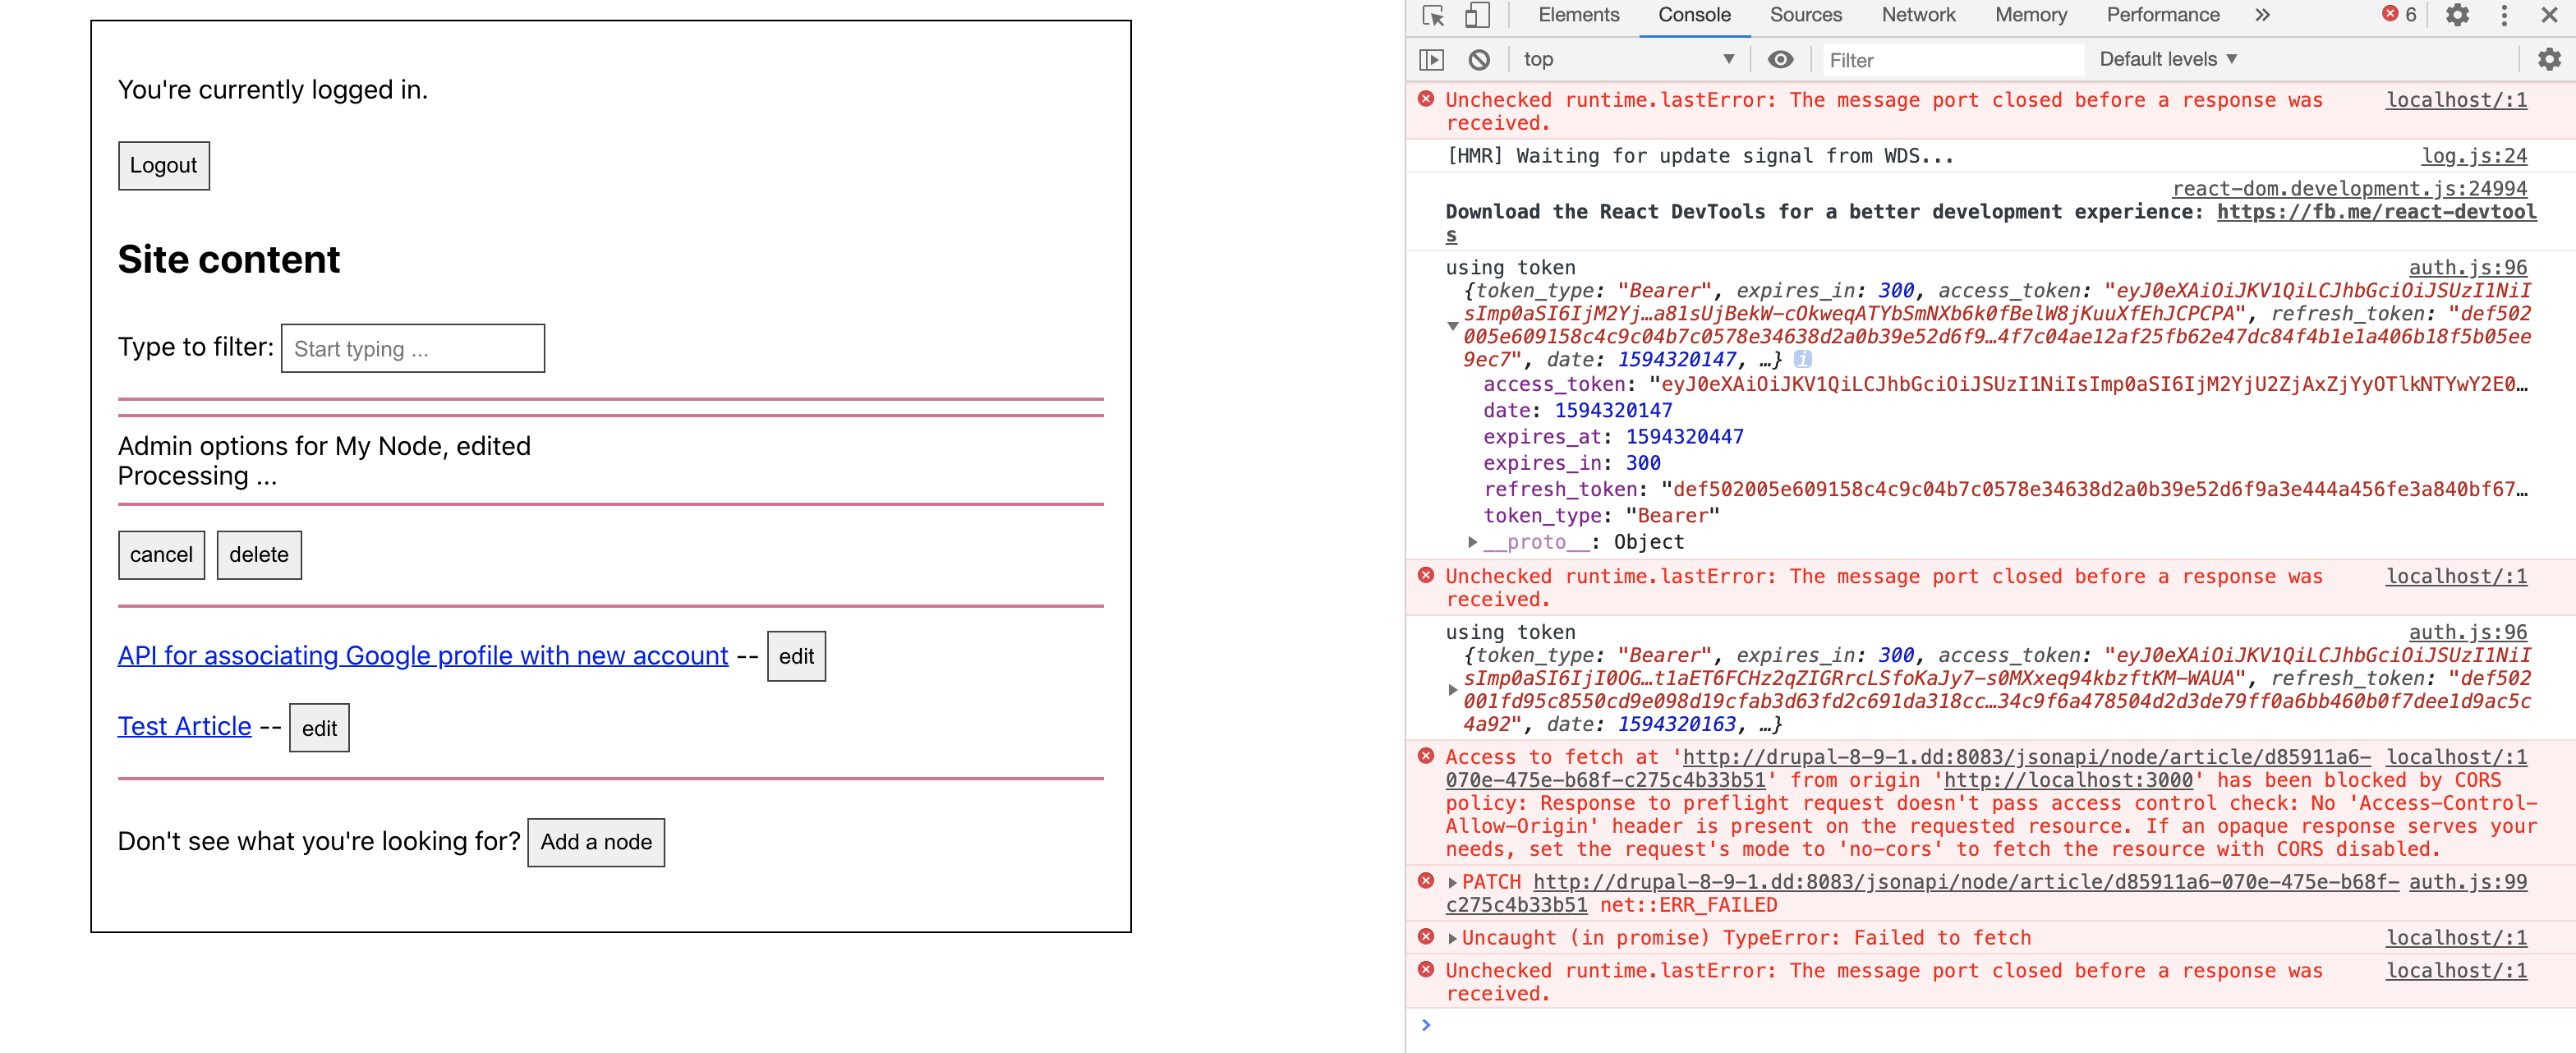 You're currently logged in.
Logout
Site content
Type to filter: Start typing ...
Admin options for My Node, edited
Processing ...
cancel delete
API for associating Google profile with new account -- edit
Test Article -- edit
Don't see what you're looking for? Add a node
Elements Console Sources Network Memory Performance » 6
top ▼ Filter Default levels ▼
Unchecked runtime.lastError: The message port closed before a response was localhost/:1
received.
[HMR] Waiting for update signal from WDS... log.js:24
react-dom.development.js:24994
Download the React DevTools for a better development experience: https://fb.me/react-devtool
s
using token auth.js:96
{token_type: "Bearer", expires_in: 300, access_token: "eyJ0eXAiOiJKV1QiLCJhbGciOiJSUzI1NiI
sImp0aSI6IjM2Yj…a81sUjBekW-cOkweqATYbSmNXb6k0fBelW8jKuuXfEhJCPCPA", refresh_token: "def502
005e609158c4c9c04b7c0578e34638d2a0b39e52d6f9…4f7c04ae12af25fb62e47dc84f4b1e1a406b18f5b05ee
9ec7", date: 1594320147, …} i
access_token: "eyJ0eXAiOiJKV1QiLCJhbGciOiJSUzI1NiIsImp0aSI6IjM2YjU2ZjAxZjYyOTlkNTYwY2E0…
date: 1594320147
expires_at: 1594320447
expires_in: 300
refresh_token: "def502005e609158c4c9c04b7c0578e34638d2a0b39e52d6f9a3e444a456fe3a840bf67…
token_type: "Bearer"
__proto__: Object
Unchecked runtime.lastError: The message port closed before a response was localhost/:1
received.
using token auth.js:96
{token_type: "Bearer", expires_in: 300, access_token: "eyJ0eXAiOiJKV1QiLCJhbGciOiJSUzI1NiI
sImp0aSI6IjI0OG…t1aET6FCHz2qZIGRrcLSfoKaJy7-s0MXxeq94kbzftKM-WAUA", refresh_token: "def502
001fd95c8550cd9e098d19cfab3d63fd2c691da318cc…34c9f6a478504d2d3de79ff0a6bb460b0f7dee1d9ac5c
4a92", date: 1594320163, …}
Access to fetch at 'http://drupal-8-9-1.dd:8083/jsonapi/node/article/d85911a6- localhost/:1
070e-475e-b68f-c275c4b33b51' from origin 'http://localhost:3000' has been blocked by CORS
policy: Response to preflight request doesn't pass access control check: No 'Access-Control-
Allow-Origin' header is present on the requested resource. If an opaque response serves your
needs, set the request's mode to 'no-cors' to fetch the resource with CORS disabled.
PATCH http://drupal-8-9-1.dd:8083/jsonapi/node/article/d85911a6-070e-475e-b68f- auth.js:99
c275c4b33b51 net::ERR_FAILED
Uncaught (in promise) TypeError: Failed to fetch localhost/:1
Unchecked runtime.lastError: The message port closed before a response was localhost/:1
received.